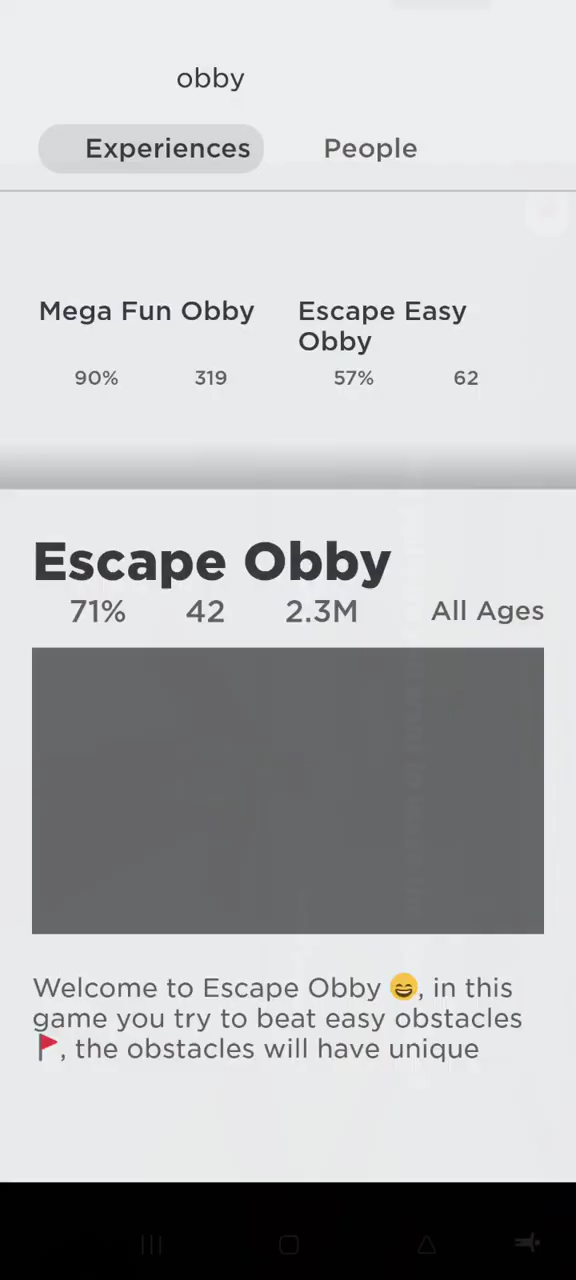 obby
Experiences People
Mega Fun Obby Escape Easy
Obby
90% 319 57% 62
Escape Obby
71% 42 2.3M All Ages
Welcome to Escape Obby 😄, in this
game you try to beat easy obstacles
🚩, the obstacles will have unique